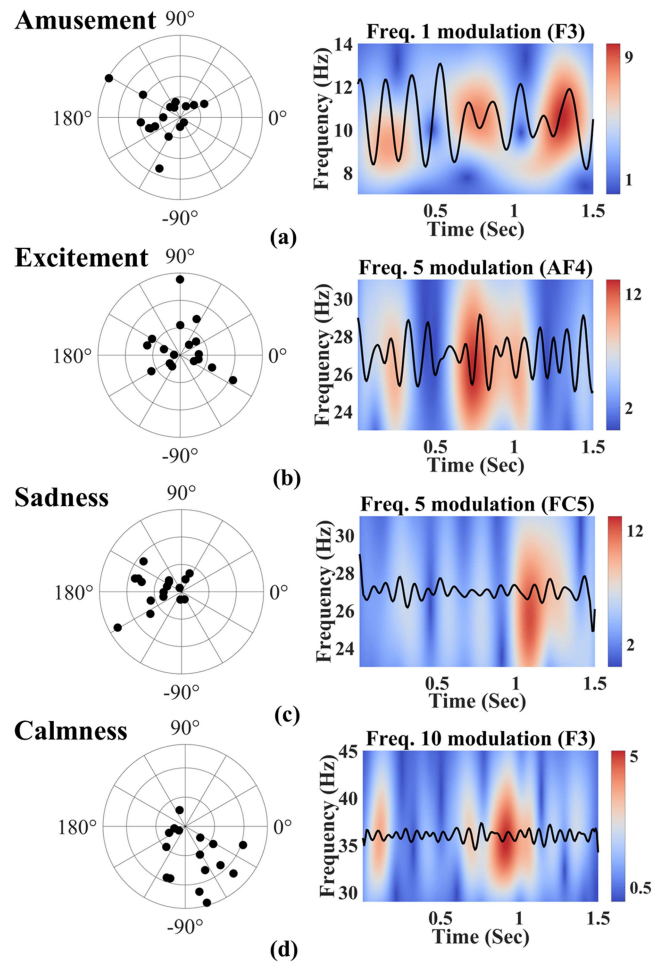 Amusement
90°
180°
0°
-90°
Freq. 1 modulation (F3)
Frequency (Hz)
14
12
10
8
0.5
1
1.5
Time (Sec)
9
1
(a)
Excitement
90°
180°
0°
-90°
Freq. 5 modulation (AF4)
Frequency (Hz)
30
28
26
24
0.5
1
1.5
Time (Sec)
12
2
(b)
Sadness
90°
180°
0°
-90°
Freq. 5 modulation (FC5)
Frequency (Hz)
30
28
26
24
0.5
1
1.5
Time (Sec)
12
2
(c)
Calmness
90°
180°
0°
-90°
Freq. 10 modulation (F3)
Frequency (Hz)
45
40
35
30
0.5
1
1.5
Time (Sec)
5
0.5
(d)